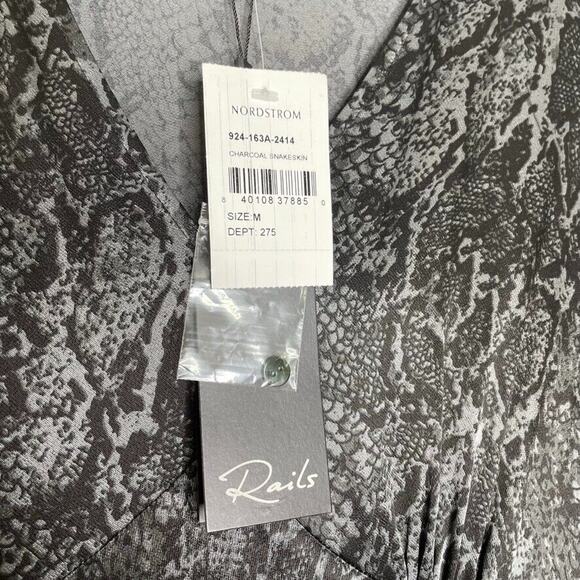 NORDSTROM
924-163A-2414
CHARCOAL SNAKESKIN
8 40108 37885 0
SIZE:M
DEPT: 275
Rails